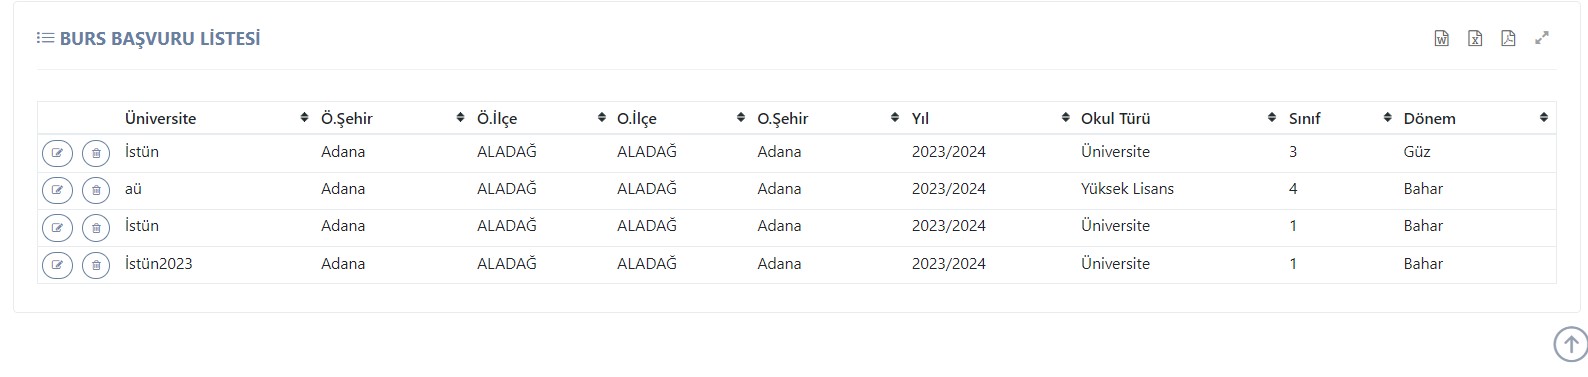 BURS BAŞVURU LİSTESİ
Üniversite Ö.Şehir Ö.İlçe O.İlçe O.Şehir Yıl Okul Türü Sınıf Dönem
İstün Adana ALADAĞ ALADAĞ Adana 2023/2024 Üniversite 3 Güz
aü Adana ALADAĞ ALADAĞ Adana 2023/2024 Yüksek Lisans 4 Bahar
İstün Adana ALADAĞ ALADAĞ Adana 2023/2024 Üniversite 1 Bahar
İstün2023 Adana ALADAĞ ALADAĞ Adana 2023/2024 Üniversite 1 Bahar